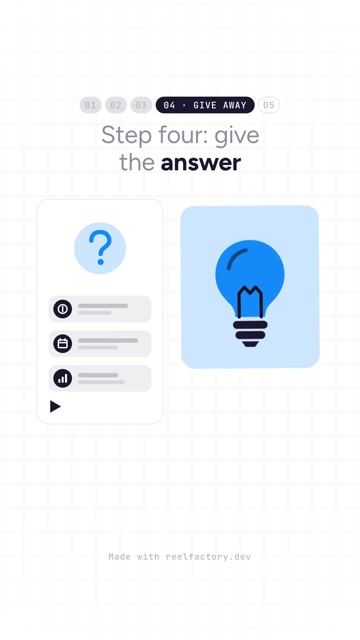 01 02 03 04 · GIVE AWAY 05
Step four: give
the answer
?
Made with reelfactory.dev